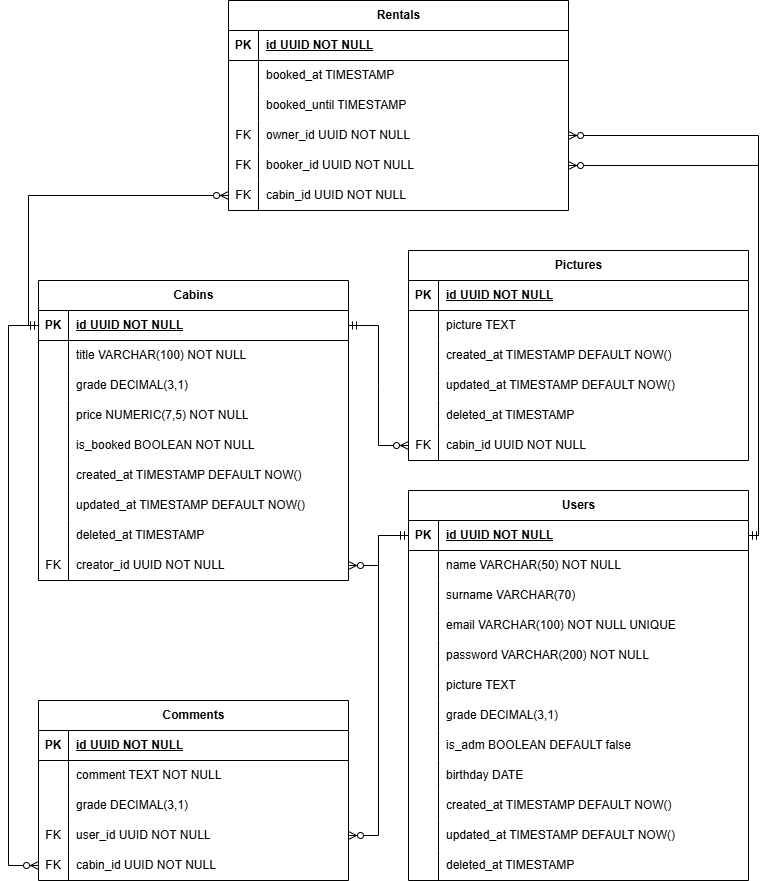 Rentals
PK id UUID NOT NULL
booked_at TIMESTAMP
booked_until TIMESTAMP
FK owner_id UUID NOT NULL
FK booker_id UUID NOT NULL
FK cabin_id UUID NOT NULL
Pictures
PK id UUID NOT NULL
picture TEXT
created_at TIMESTAMP DEFAULT NOW()
updated_at TIMESTAMP DEFAULT NOW()
deleted_at TIMESTAMP
FK cabin_id UUID NOT NULL
Cabins
PK id UUID NOT NULL
title VARCHAR(100) NOT NULL
grade DECIMAL(3,1)
price NUMERIC(7,5) NOT NULL
is_booked BOOLEAN NOT NULL
created_at TIMESTAMP DEFAULT NOW()
updated_at TIMESTAMP DEFAULT NOW()
deleted_at TIMESTAMP
FK creator_id UUID NOT NULL
Users
PK id UUID NOT NULL
name VARCHAR(50) NOT NULL
surname VARCHAR(70)
email VARCHAR(100) NOT NULL UNIQUE
password VARCHAR(200) NOT NULL
picture TEXT
grade DECIMAL(3,1)
is_adm BOOLEAN DEFAULT false
birthday DATE
created_at TIMESTAMP DEFAULT NOW()
updated_at TIMESTAMP DEFAULT NOW()
deleted_at TIMESTAMP
Comments
PK id UUID NOT NULL
comment TEXT NOT NULL
grade DECIMAL(3,1)
FK user_id UUID NOT NULL
FK cabin_id UUID NOT NULL